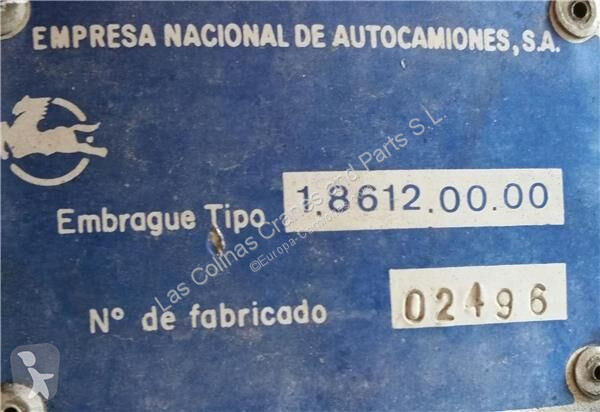 EMPRESA NACIONAL DE AUTOCAMIONES, S.A.
Embrague Tipo 1.8612.00.00
Nº de fabricado 02496
Las Colinas Cranes and Parts S.L.